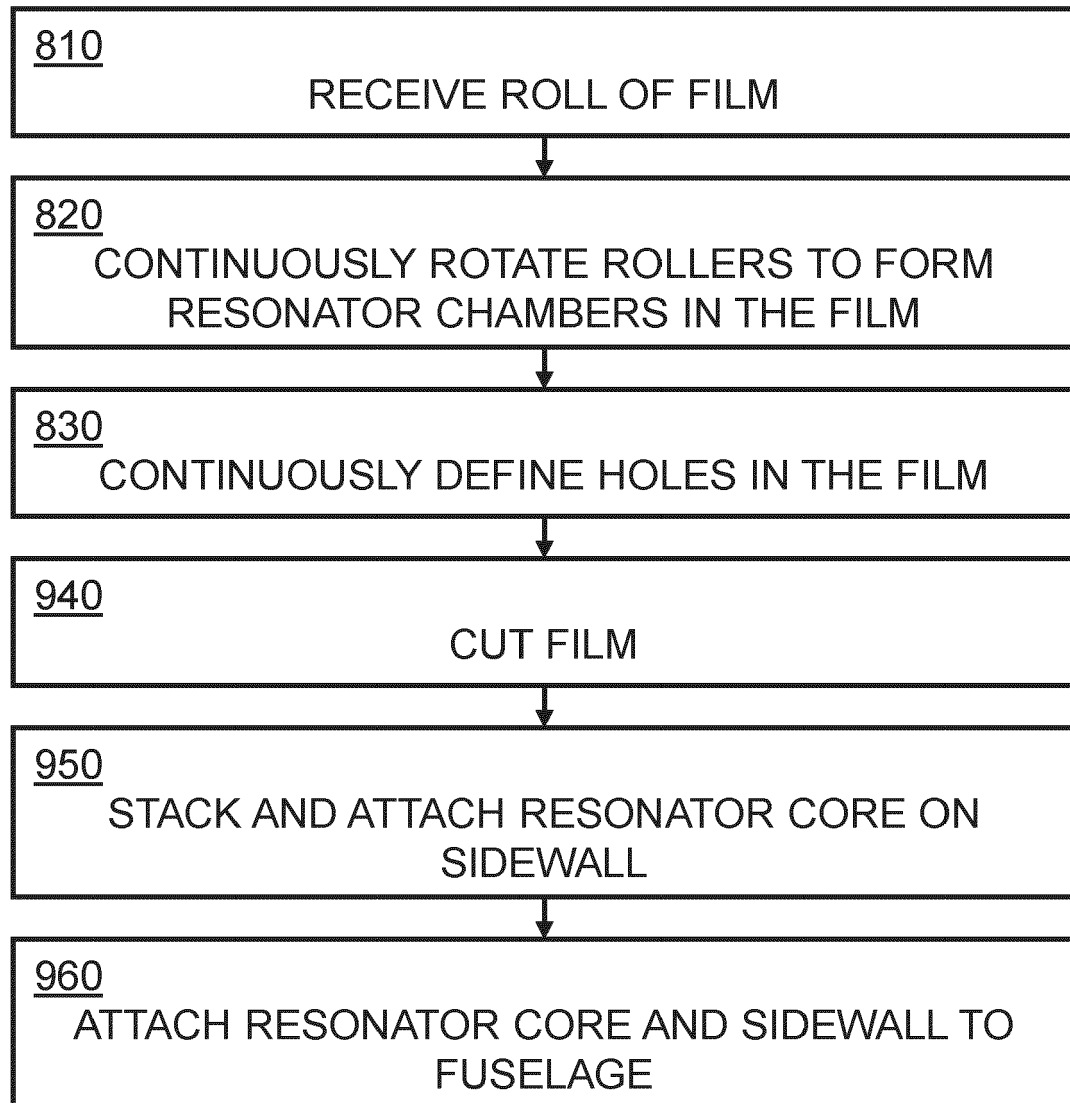 810
RECEIVE ROLL OF FILM
820
CONTINUOUSLY ROTATE ROLLERS TO FORM
RESONATOR CHAMBERS IN THE FILM
830
CONTINUOUSLY DEFINE HOLES IN THE FILM
940
CUT FILM
950
STACK AND ATTACH RESONATOR CORE ON
SIDEWALL
960
ATTACH RESONATOR CORE AND SIDEWALL TO
FUSELAGE